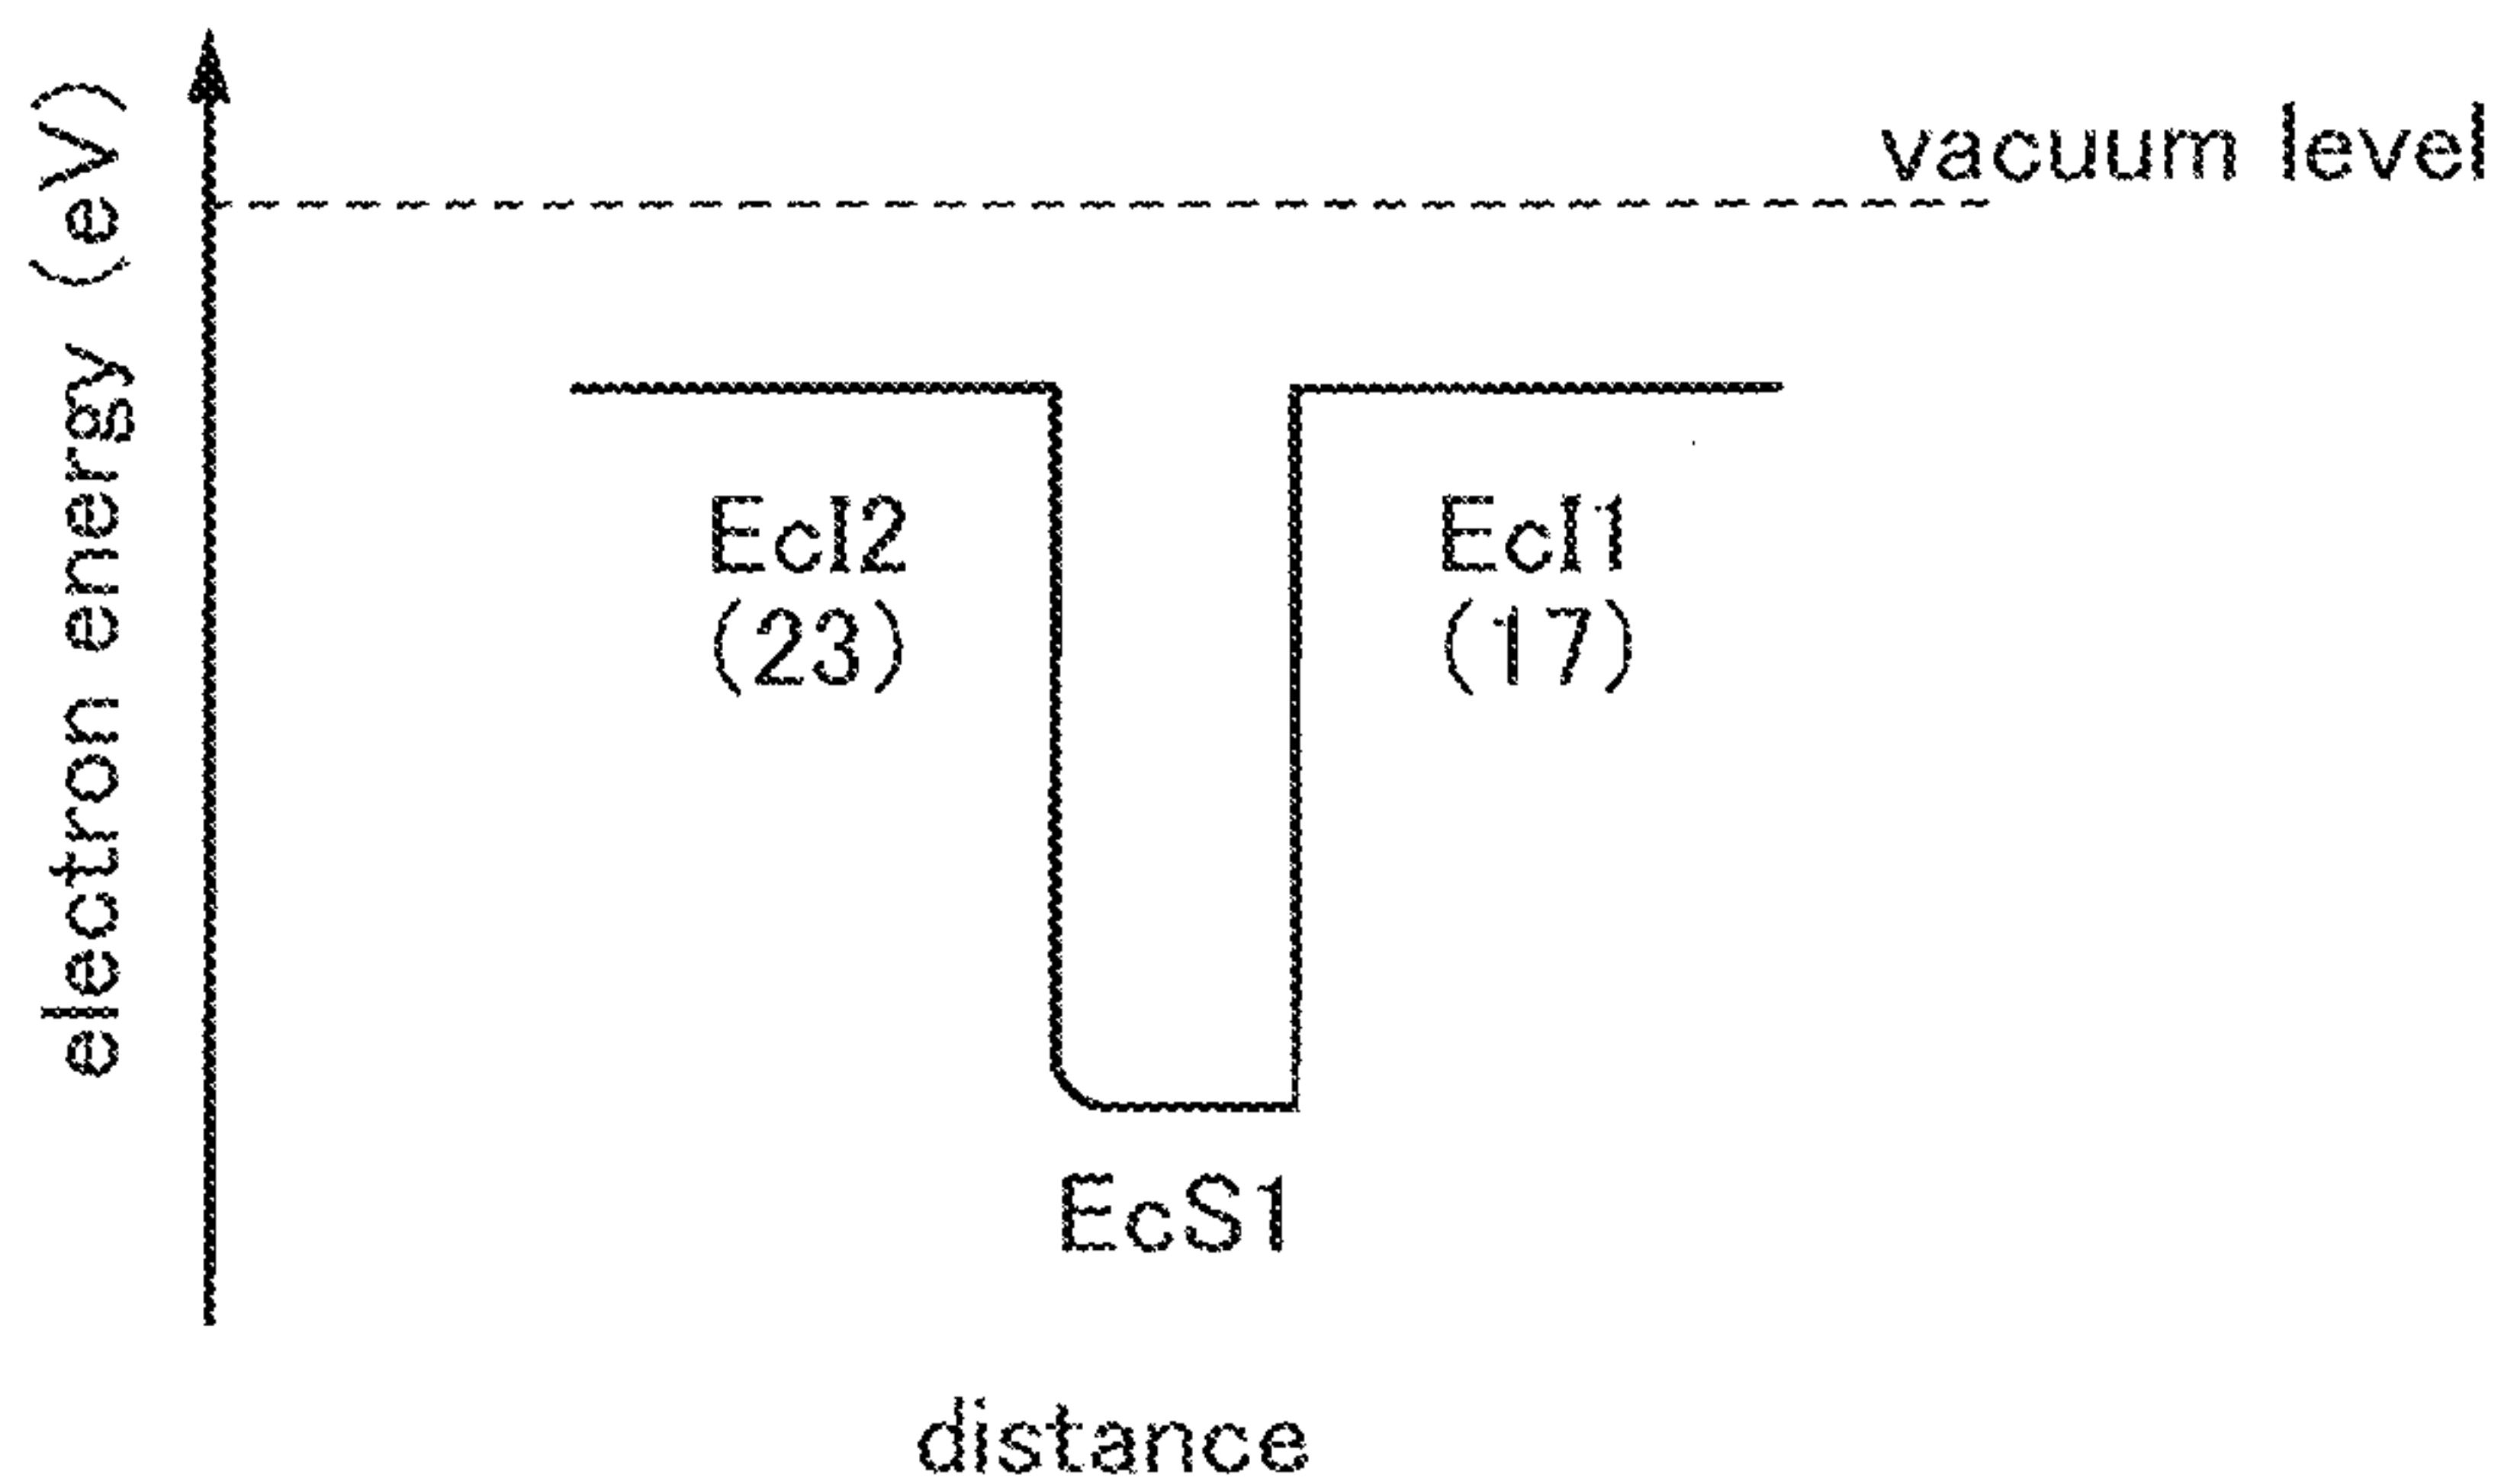 electron energy (eV)
vacuum level
EcI2
(23)
EcI1
(17)
EcS1
distance